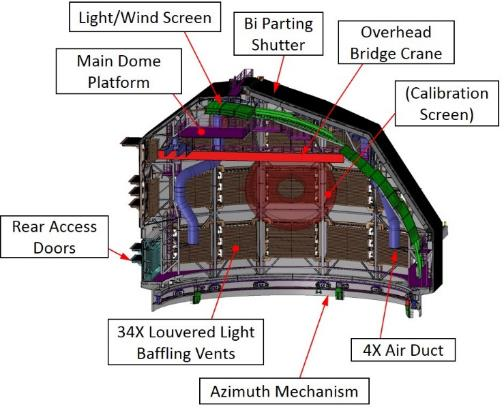 Light/Wind Screen
Bi Parting
Shutter
Overhead
Bridge Crane
Main Dome
Platform
(Calibration
Screen)
Rear Access
Doors
34X Louvered Light
Baffling Vents
4X Air Duct
Azimuth Mechanism